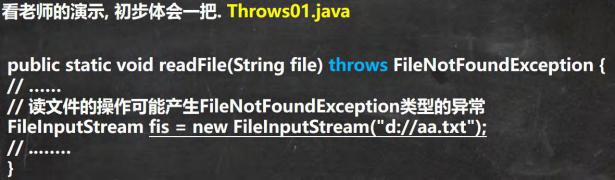 看老师的演示, 初步体会一把. Throws01.java
public static void readFile(String file) throws FileNotFoundException {
// ......
// 读文件的操作可能产生FileNotFoundException类型的异常
FileInputStream fis = new FileInputStream("d://aa.txt");
// ........
}